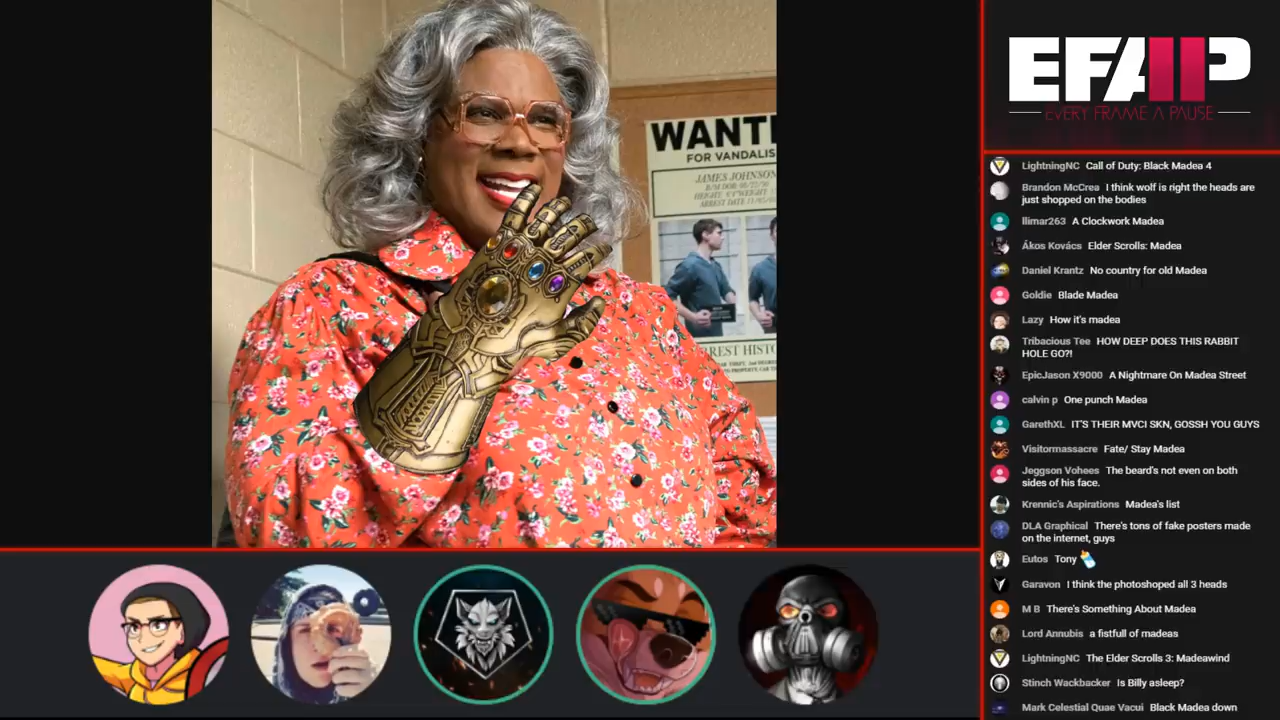 WANT
FOR VANDALIS
JAMES JOHNSON
ARREST DATE
RREST HISTO
EFAP
EVERY FRAME A PAUSE
LightningNC Call of Duty: Black Madea 4
Brandon McCrea I think wolf is right the heads are
just shopped on the bodies
llimar263 A Clockwork Madea
Ákos Kovács Elder Scrolls: Madea
Daniel Krantz No country for old Madea
Goldie Blade Madea
Lazy How it's madea
Tribacious Tee HOW DEEP DOES THIS RABBIT
HOLE GO?!
EpicJason X9000 A Nightmare On Madea Street
calvin p One punch Madea
GarethXL IT'S THEIR MVCI SKN, GOSSH YOU GUYS
Visitormassacre Fate/ Stay Madea
Jeggson Vohees The beard's not even on both
sides of his face.
Krennic's Aspirations Madea's list
DLA Graphical There's tons of fake posters made
on the internet, guys
Eutos Tony
Garavon I think the photoshoped all 3 heads
M B There's Something About Madea
Lord Annubis a fistfull of madeas
LightningNC The Elder Scrolls 3: Madeawind
Stinch Wackbacker Is Billy asleep?
Mark Celestial Quae Vacui Black Madea down